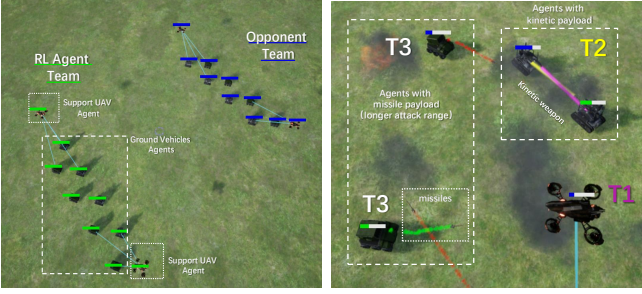 RL Agent
Team
Opponent
Team
Support UAV
Agent
Ground Vehicles
Agents
Support UAV
Agent
Agents with
kinetic payload
T3
T2
Agents with
missile payload
(longer attack range)
Kinetic weapon
T1
missiles
T3